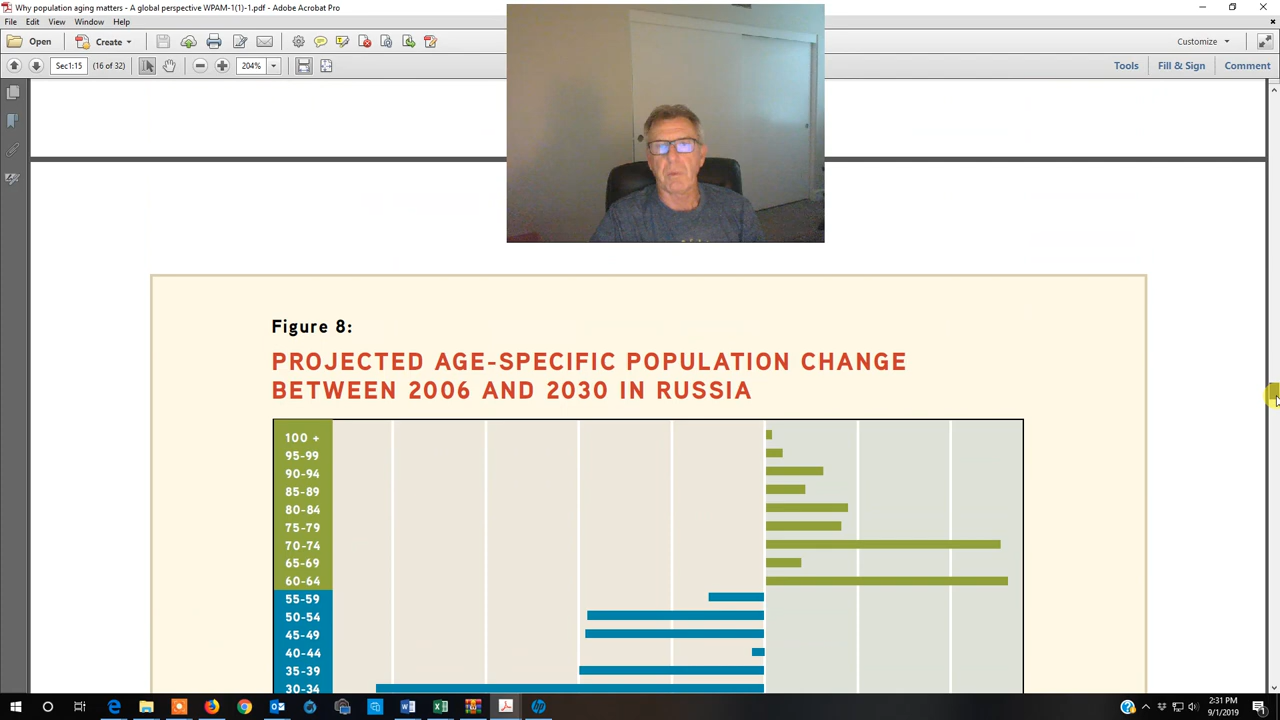 Why population aging matters - A global perspective WPAM-1(1)-1.pdf - Adobe Acrobat Pro
File Edit View Window Help
Open Create Customize
Sec1:15 (16 of 32) 204% Tools Fill & Sign Comment
Figure 8:
PROJECTED AGE-SPECIFIC POPULATION CHANGE
BETWEEN 2006 AND 2030 IN RUSSIA
100 +
95-99
90-94
85-89
80-84
75-79
70-74
65-69
60-64
55-59
50-54
45-49
40-44
35-39
30-34
2:31 PM
9/1/2019